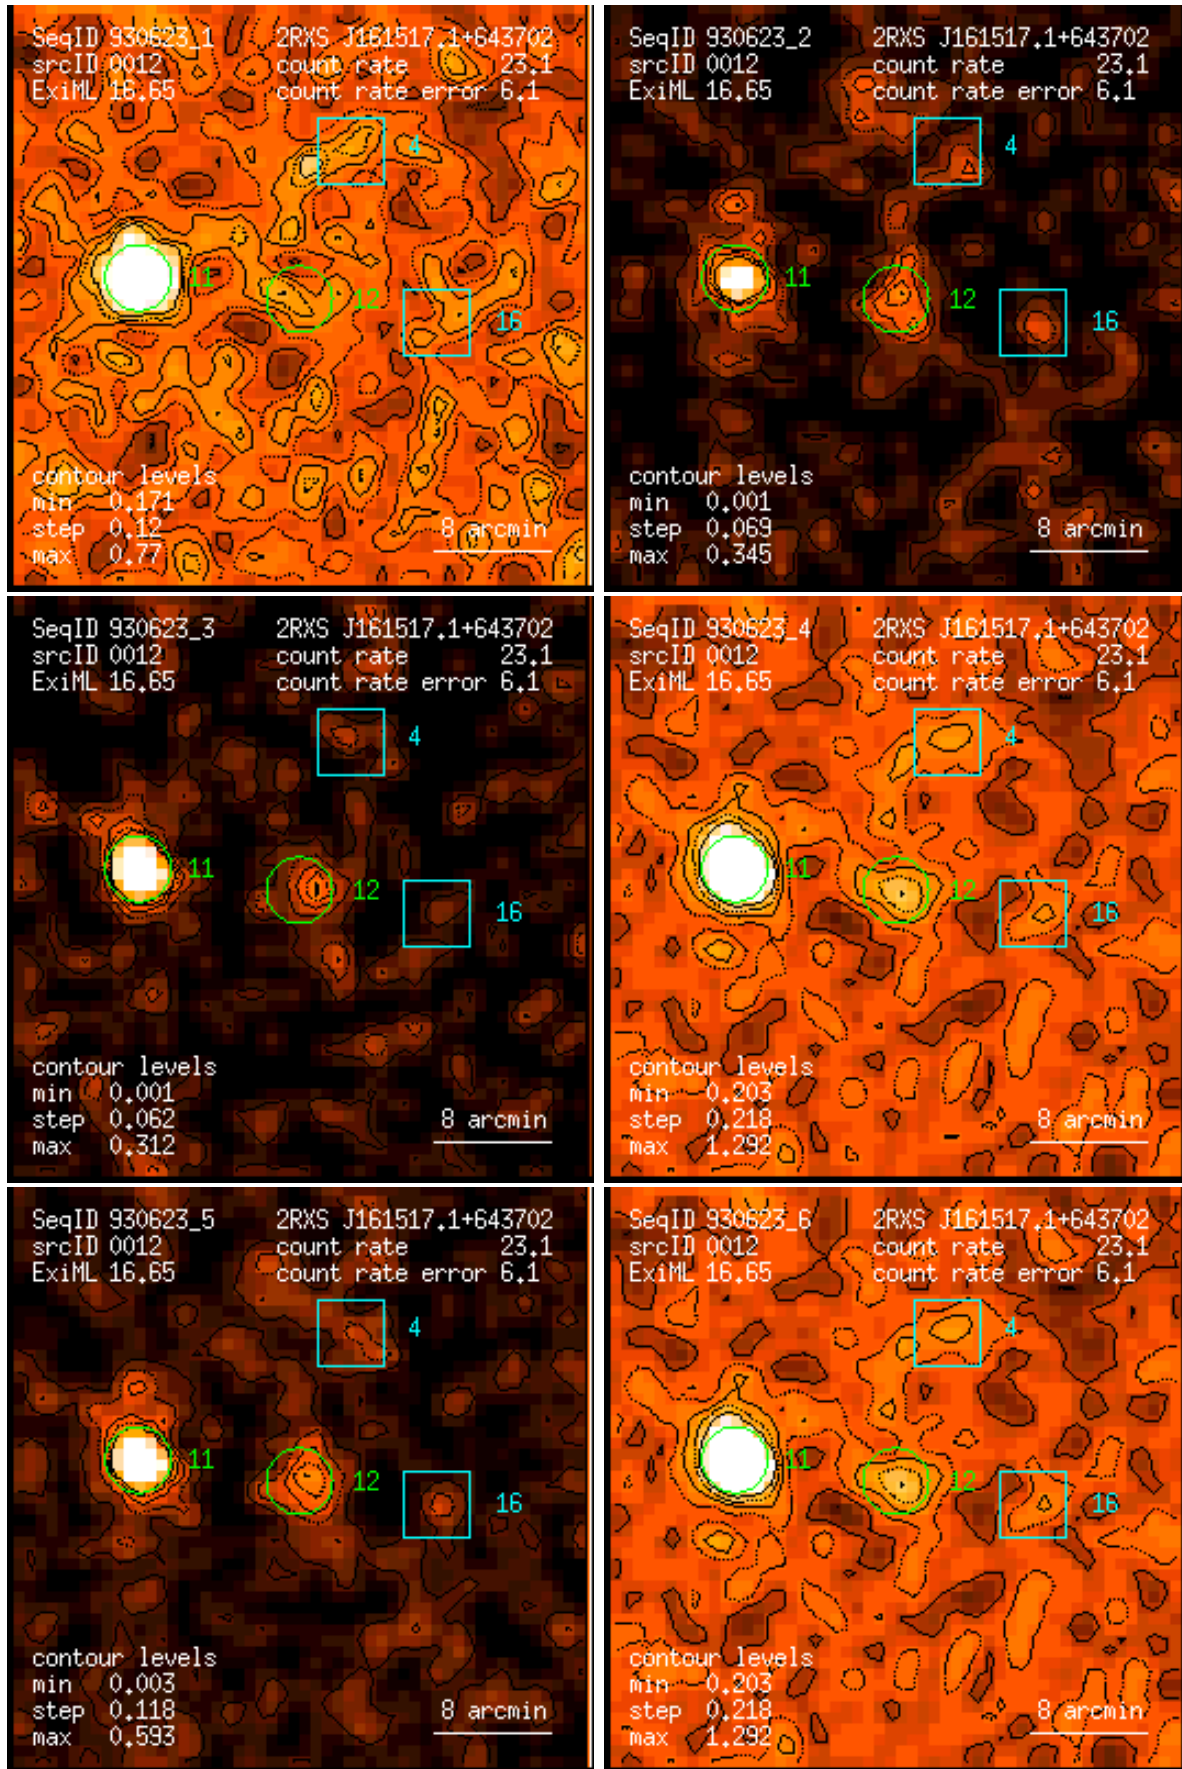 SeqID 930623_1 2RXS J161517.1+643702
srcID 0012 count rate 23.1
ExiML 16.65 count rate error 6.1
4
11
12
16
contour levels
min 0.171
step 0.12 8 arcmin
max 0.77
SeqID 930623_2 2RXS J161517.1+643702
srcID 0012 count rate 23.1
ExiML 16.65 count rate error 6.1
4
11
12
16
contour levels
min 0.001
step 0.069 8 arcmin
max 0.345
SeqID 930623_3 2RXS J161517.1+643702
srcID 0012 count rate 23.1
ExiML 16.65 count rate error 6.1
4
11
12
16
contour levels
min 0.001
step 0.062 8 arcmin
max 0.312
SeqID 930623_4 2RXS J161517.1+643702
srcID 0012 count rate 23.1
ExiML 16.65 count rate error 6.1
4
11
12
16
contour levels
min 0.203
step 0.218 8 arcmin
max 1.292
SeqID 930623_5 2RXS J161517.1+643702
srcID 0012 count rate 23.1
ExiML 16.65 count rate error 6.1
4
11
12
16
contour levels
min 0.003
step 0.118 8 arcmin
max 0.593
SeqID 930623_6 2RXS J161517.1+643702
srcID 0012 count rate 23.1
ExiML 16.65 count rate error 6.1
4
11
12
16
contour levels
min 0.203
step 0.218 8 arcmin
max 1.292